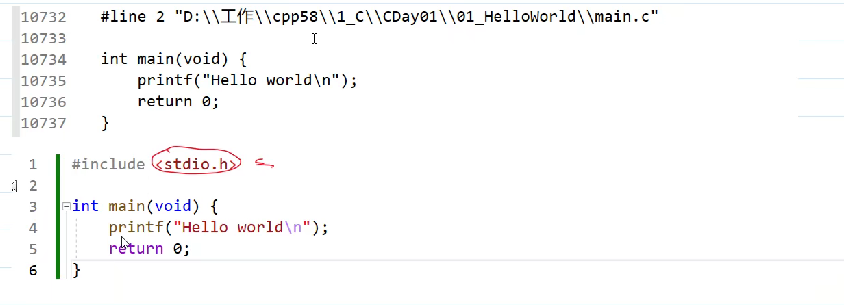 10732 #line 2 "D:\\工作\\cpp58\\1_C\\CDay01\\01_HelloWorld\\main.c"
10733
10734 int main(void) {
10735     printf("Hello world\n");
10736     return 0;
10737 }
1 #include <stdio.h>
2
3 int main(void) {
4     printf("Hello world\n");
5     return 0;
6 }